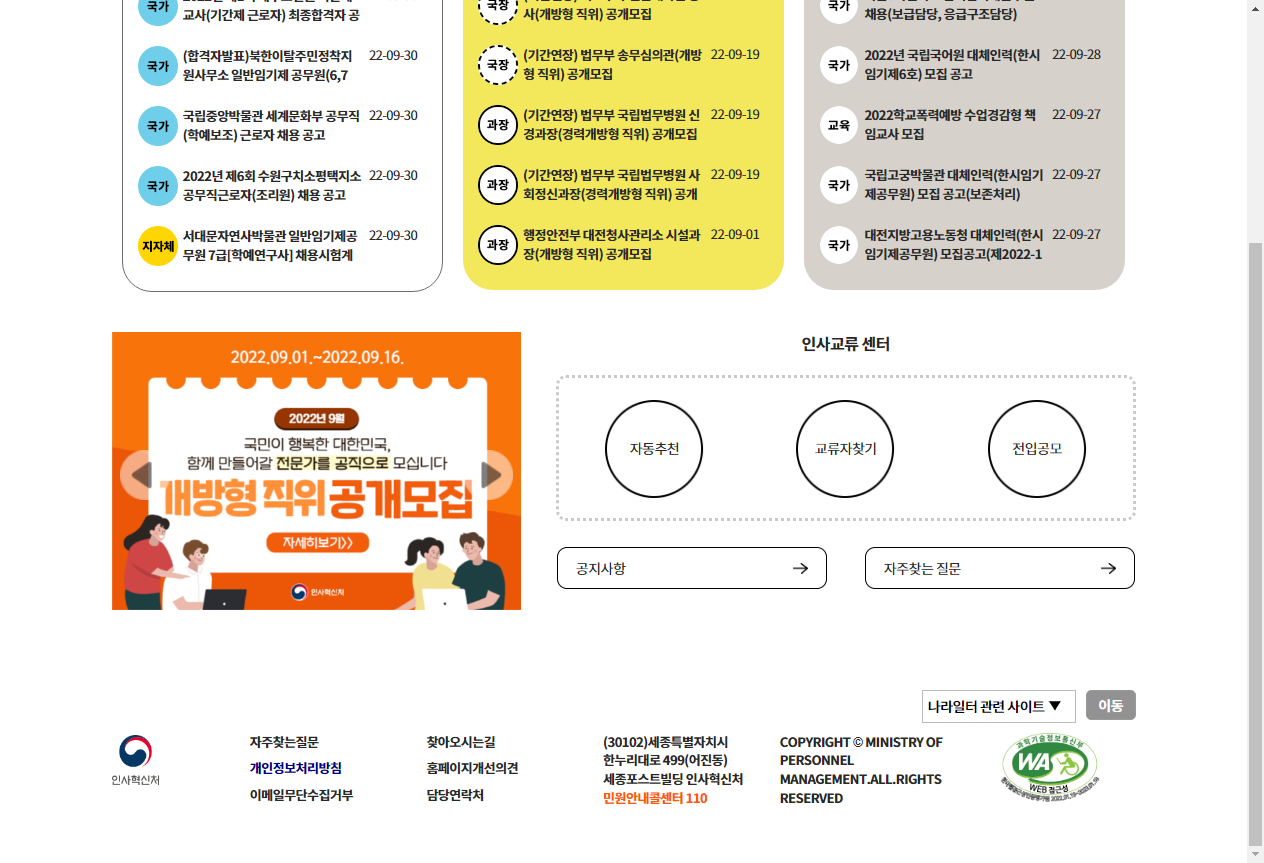 국가
교사(기간제 근로자) 최종합격자 공
국가
(합격자발표)북한이탈주민정착지
원사무소 일반임기제 공무원(6,7
22-09-30
국가
국립중앙박물관 세계문화부 공무직
(학예보조) 근로자 채용 공고
22-09-30
국가
2022년 제6회 수원구치소평택지소
공무직근로자(조리원) 채용 공고
22-09-30
지자체
서대문자연사박물관 일반임기제공
무원 7급[학예연구사] 채용시험계
22-09-30
국장
사(개방형 직위) 공개모집
국장
(기간연장) 법무부 송무심의관(개방
형 직위) 공개모집
22-09-19
과장
(기간연장) 법무부 국립법무병원 신
경과장(경력개방형 직위) 공개모집
22-09-19
과장
(기간연장) 법무부 국립법무병원 사
회정신과장(경력개방형 직위) 공개
22-09-19
과장
행정안전부 대전청사관리소 시설과
장(개방형 직위) 공개모집
22-09-01
국가
채용(보급담당, 응급구조담당)
국가
2022년 국립국어원 대체인력(한시
임기제6호) 모집 공고
22-09-28
교육
2022학교폭력예방 수업경감형 책
임교사 모집
22-09-27
국가
국립고궁박물관 대체인력(한시임기
제공무원) 모집 공고(보존처리)
22-09-27
국가
대전지방고용노동청 대체인력(한시
임기제공무원) 모집공고(제2022-1
22-09-27
2022.09.01.~2022.09.16.
2022년 9월
국민이 행복한 대한민국,
함께 만들어갈 전문가를 공직으로 모십니다
개방형 직위 공개모집
자세히보기>>
인사혁신처
인사교류 센터
자동추천
교류자찾기
전입공모
공지사항
자주찾는 질문
나라일터 관련 사이트 ▼
이동
인사혁신처
자주찾는질문
개인정보처리방침
이메일무단수집거부
찾아오시는길
홈페이지개선의견
담당연락처
(30102)세종특별자치시
한누리대로 499(어진동)
세종포스트빌딩 인사혁신처
민원안내콜센터 110
COPYRIGHT © MINISTRY OF
PERSONNEL
MANAGEMENT.ALL.RIGHTS
RESERVED
과학기술정보통신부
WA
WEB 접근성